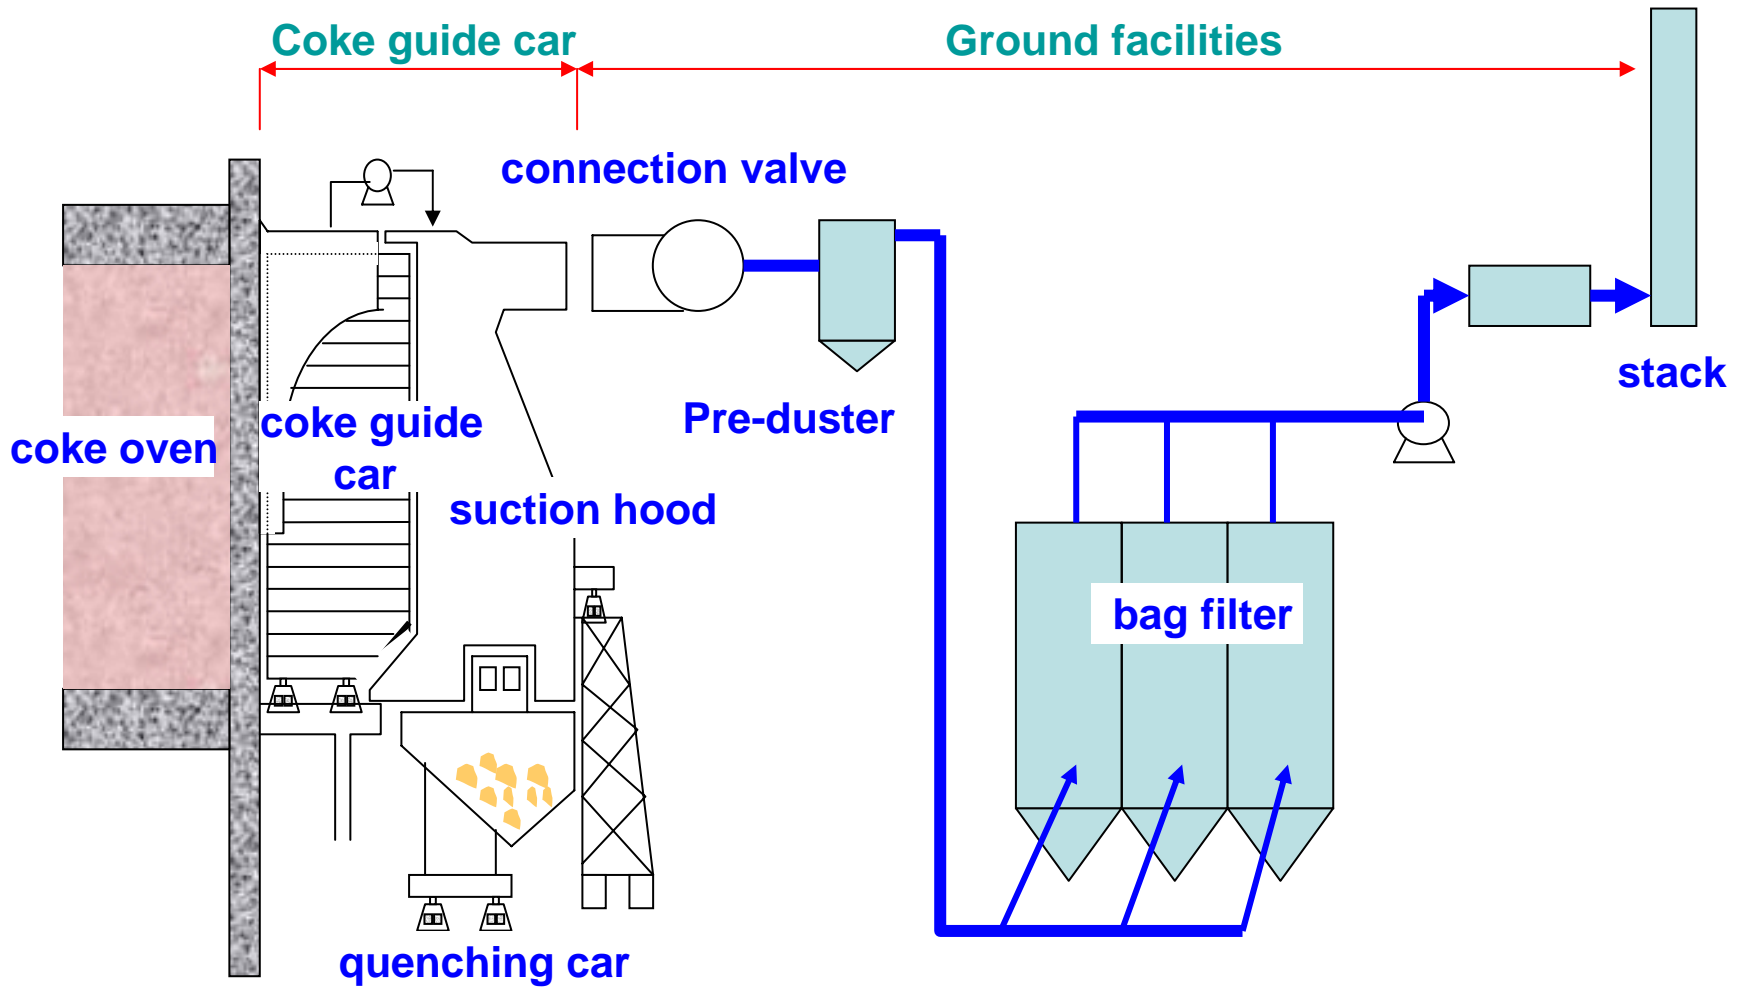 Coke guide car
Ground facilities
connection valve
stack
Pre-duster
coke guide
car
coke oven
suction hood
bag filter
quenching car